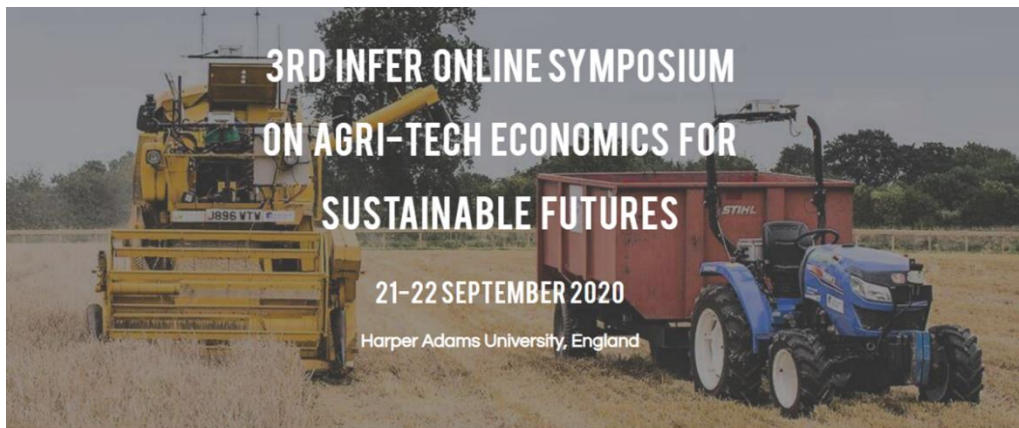 3RD INFER ONLINE SYMPOSIUM
ON AGRI-TECH ECONOMICS FOR
SUSTAINABLE FUTURES
J896 WTW
STIHL
21-22 SEPTEMBER 2020
Harper Adams University, England